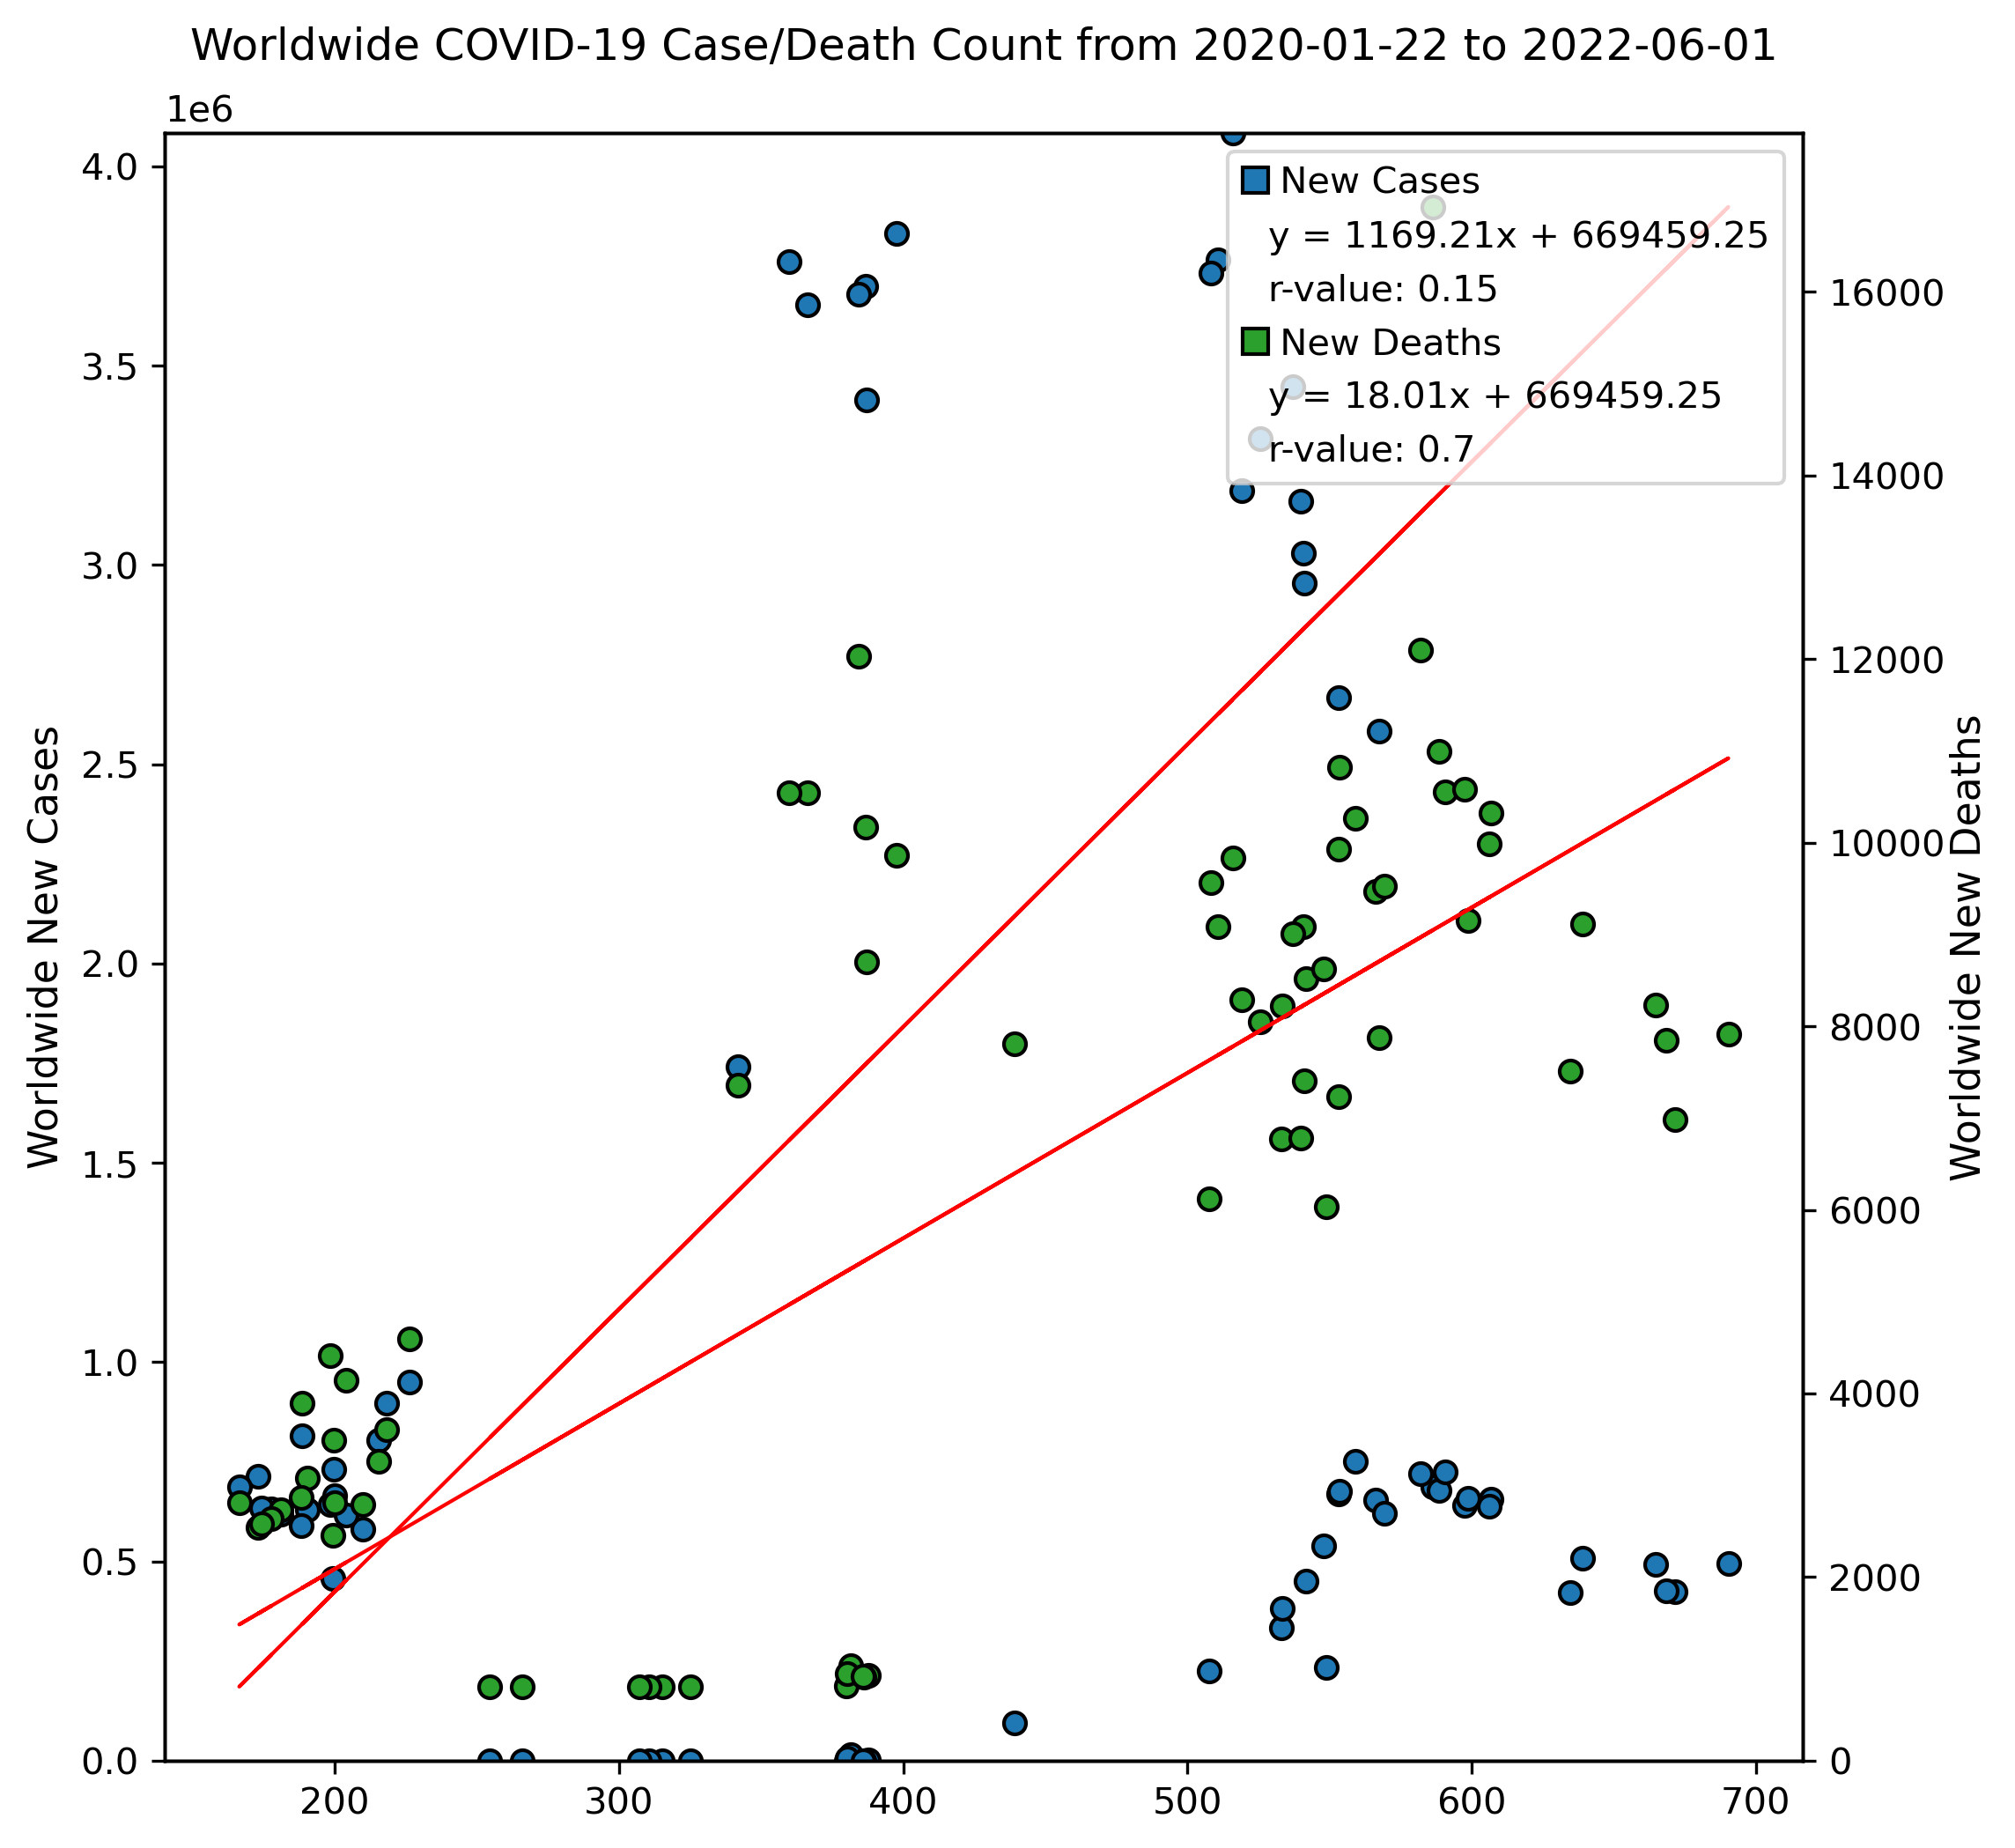 Worldwide COVID-19 Case/Death Count from 2020-01-22 to 2022-06-01
1e6
4.0
3.5
3.0
2.5
2.0
1.5
1.0
0.5
0.0
Worldwide New Cases
New Cases
y = 1169.21x + 669459.25
r-value: 0.15
New Deaths
y = 18.01x + 669459.25
r-value: 0.7
16000
14000
12000
10000
8000
6000
4000
2000
0
Worldwide New Deaths
200 300 400 500 600 700